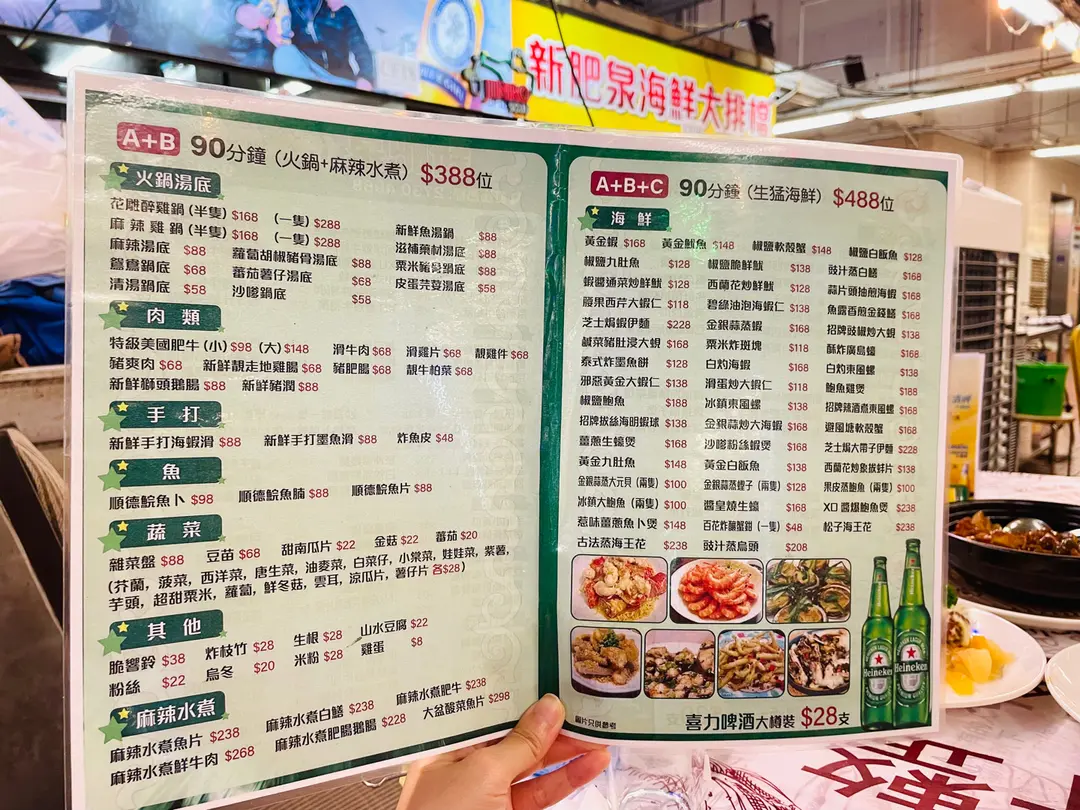 新肥泉海鮮大排檔
A+B 90分鐘 (火鍋+麻辣水煮) $388位
火鍋湯底
花雕醉雞鍋 (半隻) $168 (一隻) $288
麻辣雞鍋 (半隻) $168 (一隻) $288 新鮮魚湯鍋 $88
麻辣湯底 $88 蘿蔔胡椒豬骨湯底 $88 滋補藥材湯底 $88
鴛鴦鍋底 $68 蕃茄薯仔湯底 $68 粟米豬骨湯底 $88
清湯鍋底 $58 沙嗲鍋底 $58 皮蛋芫荽湯底 $58
肉類
特級美國肥牛 (小) $98 (大) $148 滑牛肉 $68 滑雞片 $68 靚雞件 $68
豬爽肉 $68 新鮮靚走地雞腸 $68 豬肥腸 $68 靚牛柏葉 $68
新鮮獅頭鵝腸 $88 新鮮豬潤 $88
手打
新鮮手打海蝦滑 $88 新鮮手打墨魚滑 $88 炸魚皮 $48
魚
順德鯇魚卜 $98 順德鯇魚腩 $88 順德鯇魚片 $88
蔬菜
雜菜盤 $88 豆苗 $68 甜南瓜片 $22 金菇 $22 蕃茄 $20
(芥蘭，菠菜，西洋菜，唐生菜，油麥菜，白菜仔，小棠菜，娃娃菜，紫薯，
芋頭，超甜粟米，蘿蔔，鮮冬菇，雲耳，涼瓜片，薯仔片 各$28)
其他
脆響鈴 $38 炸枝竹 $28 生根 $28 山水豆腐 $22
粉絲 $22 烏冬 $20 米粉 $28 雞蛋 $8
麻辣水煮
麻辣水煮魚片 $238 麻辣水煮白鱔 $238 麻辣水煮肥牛 $238
麻辣水煮鮮牛肉 $268 麻辣水煮肥腸鵝腸 $228 大盆酸菜魚片 $298
A+B+C 90分鐘 (生猛海鮮) $488位
海鮮
黃金蝦 $168 黃金魷魚 $148 椒鹽軟殼蟹 $148 椒鹽白飯魚 $128
椒鹽九肚魚 $128 椒鹽脆鮮魷 $138 豉汁蒸白鱔 $168
蝦醬通菜炒鮮魷 $128 西蘭花炒鮮魷 $128 蒜片頭抽煎海蝦 $168
腰果西芹大蝦仁 $118 碧綠油泡海蝦仁 $138 魚露香煎金錢鱔 $168
芝士焗蝦伊麵 $228 金銀蒜蒸蝦 $168 招牌豉椒炒大蜆 $138
鹹菜豬肚浸大蜆 $168 粟米炸斑塊 $118 酥炸廣島蠔 $168
泰式炸墨魚餅 $128 白灼海蝦 $168 白灼東風螺 $138
邪惡黃金大蝦仁 $138 滑蛋炒大蝦仁 $118 鮑魚雞煲 $188
椒鹽鮑魚 $188 冰鎮東風螺 $138 招牌辣酒煮東風螺 $168
招牌拔絲海明蝦球 $138 金銀蒜炒大海蝦 $168 避風塘軟殼蟹 $168
薑蔥生蠔煲 $168 沙嗲粉絲蝦煲 $168 芝士焗大帶子伊麵 $228
黃金九肚魚 $148 黃金白飯魚 $138 西蘭花炒象拔蚌片 $138
金銀蒜蒸大元貝 (兩隻) $100 金銀蒜蒸蟶子 (兩隻) $128 果皮蒸鮑魚 (兩隻) $100
冰鎮大鮑魚 (兩隻) $100 醬皇燒生蠔 $168 XO醬爆鮑魚煲 $238
惹味薑蔥魚卜煲 $148 百花炸釀蟹鉗 (一隻) $48 松子海王花 $238
古法蒸海王花 $238 豉汁蒸烏頭 $208
圖片只供參考
喜力啤酒大樽裝 $28支
Heineken
Heineken